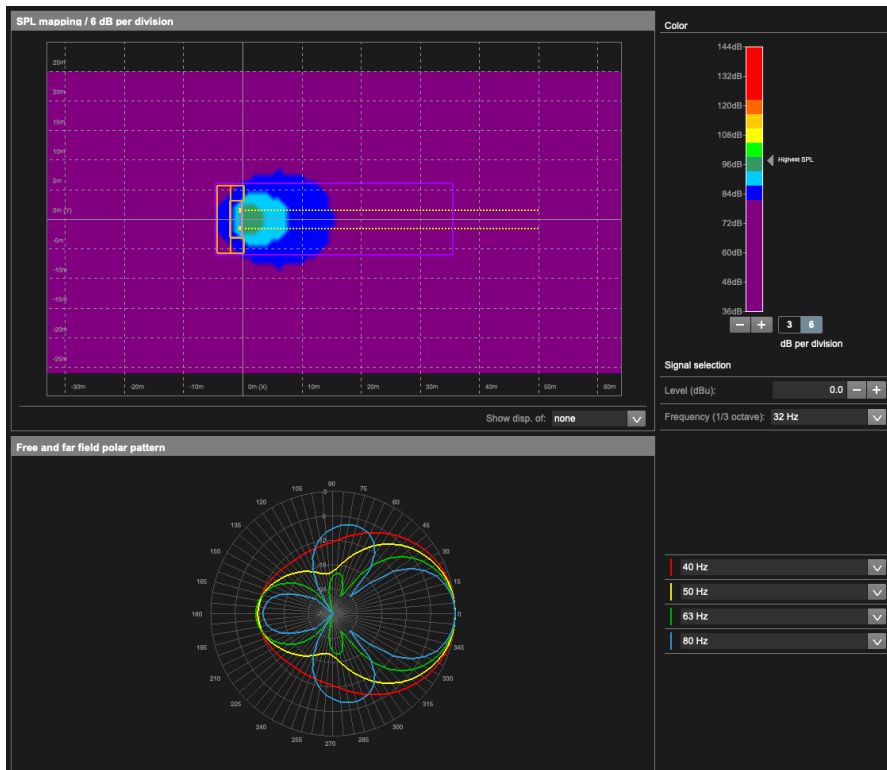 SPL mapping / 6 dB per division
25m
20m
15m
10m
5m
0m (Y)
-5m
-10m
-15m
-20m
-25m
-30m
-20m
-10m
0m (X)
10m
20m
30m
40m
50m
60m
Show disp. of: none
Free and far field polar pattern
90
105
75
120
60
135
45
150
30
165
15
180
0
195
345
210
330
225
315
240
300
255
285
270
0
-6
-12
-18
-24
Color
144dB
132dB
120dB
108dB
96dB
Highest SPL
84dB
72dB
60dB
48dB
36dB
− + 3 6
dB per division
Signal selection
Level (dBu): 0.0 − +
Frequency (1/3 octave): 32 Hz
40 Hz
50 Hz
63 Hz
80 Hz